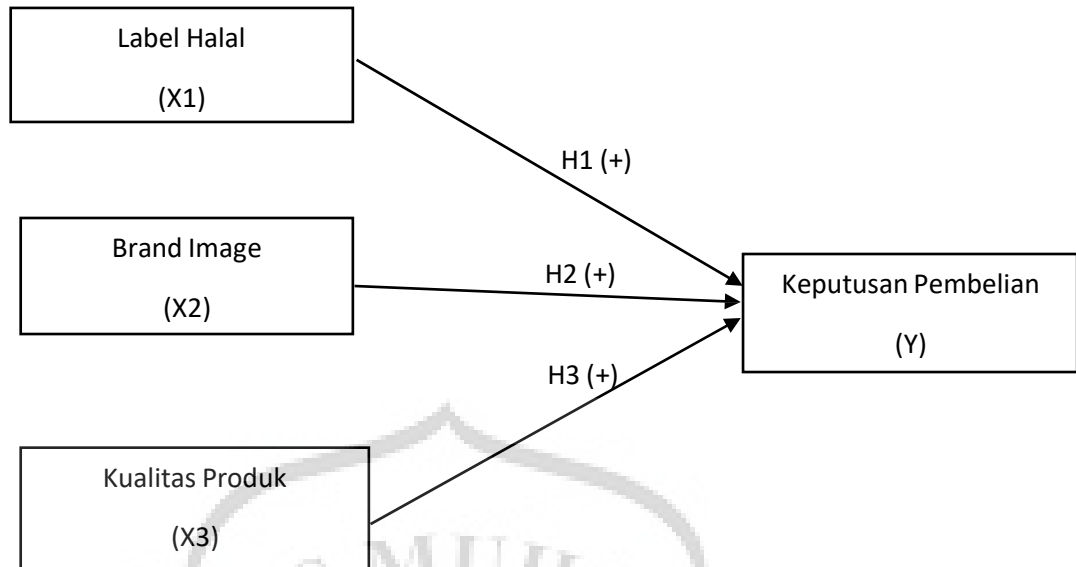 Label Halal
(X1)
H1 (+)
Brand Image
(X2)
H2 (+)
Keputusan Pembelian
(Y)
H3 (+)
Kualitas Produk
(X3)